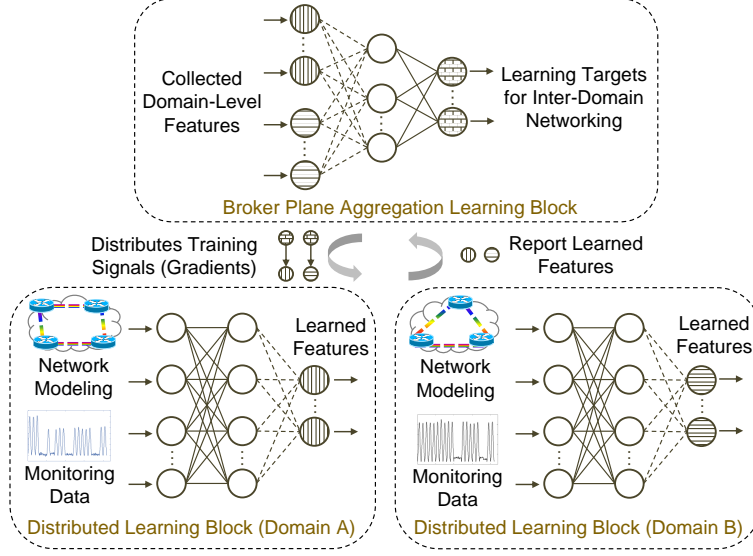 Collected
Domain-Level
Features
Learning Targets
for Inter-Domain
Networking
Broker Plane Aggregation Learning Block
Distributes Training
Signals (Gradients)
Report Learned
Features
Network
Modeling
Learned
Features
Monitoring
Data
Distributed Learning Block (Domain A)
Network
Modeling
Learned
Features
Monitoring
Data
Distributed Learning Block (Domain B)